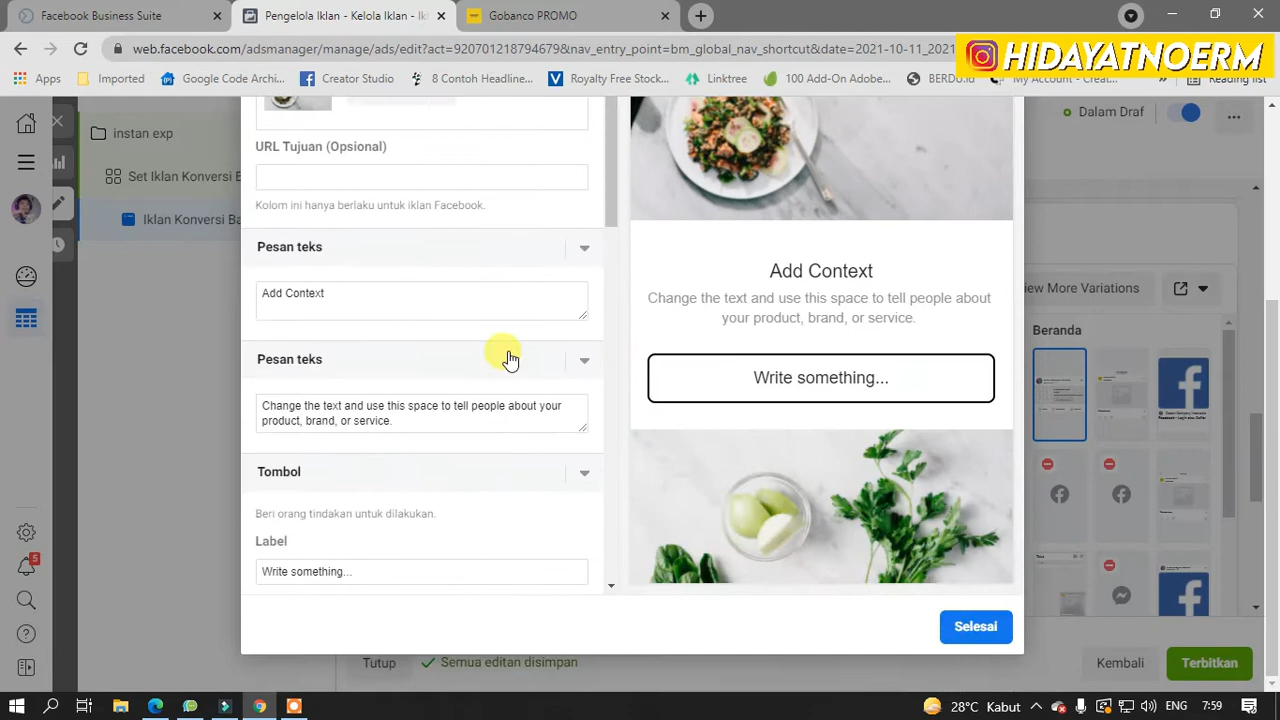 Facebook Business Suite
Pengelola Iklan - Kelola Iklan - Ik
Gobanco PROMO
web.facebook.com/adsmanager/manage/ads/edit?act=920701218794679&nav_entry_point=bm_global_nav_shortcut&date=2021-10-11_2021
HIDAYATNOERM
Apps
Imported
Google Code Archi...
Creator Studio
8 Contoh Headline...
Royalty Free Stock...
Linktree
100 Add-On Adobe...
BERDU.id
My Account - Creat...
Reading list
instan exp
Dalam Draf
Set Iklan Konversi B
Iklan Konversi Ba
URL Tujuan (Opsional)
Kolom ini hanya berlaku untuk iklan Facebook.
Pesan teks
Add Context
Pesan teks
Change the text and use this space to tell people about your
product, brand, or service.
Tombol
Beri orang tindakan untuk dilakukan.
Label
Write something...
Add Context
Change the text and use this space to tell people about
your product, brand, or service.
Write something...
iew More Variations
Beranda
Selesai
Tutup
Semua editan disimpan
Kembali
Terbitkan
5
28°C Kabut
ENG
7:59